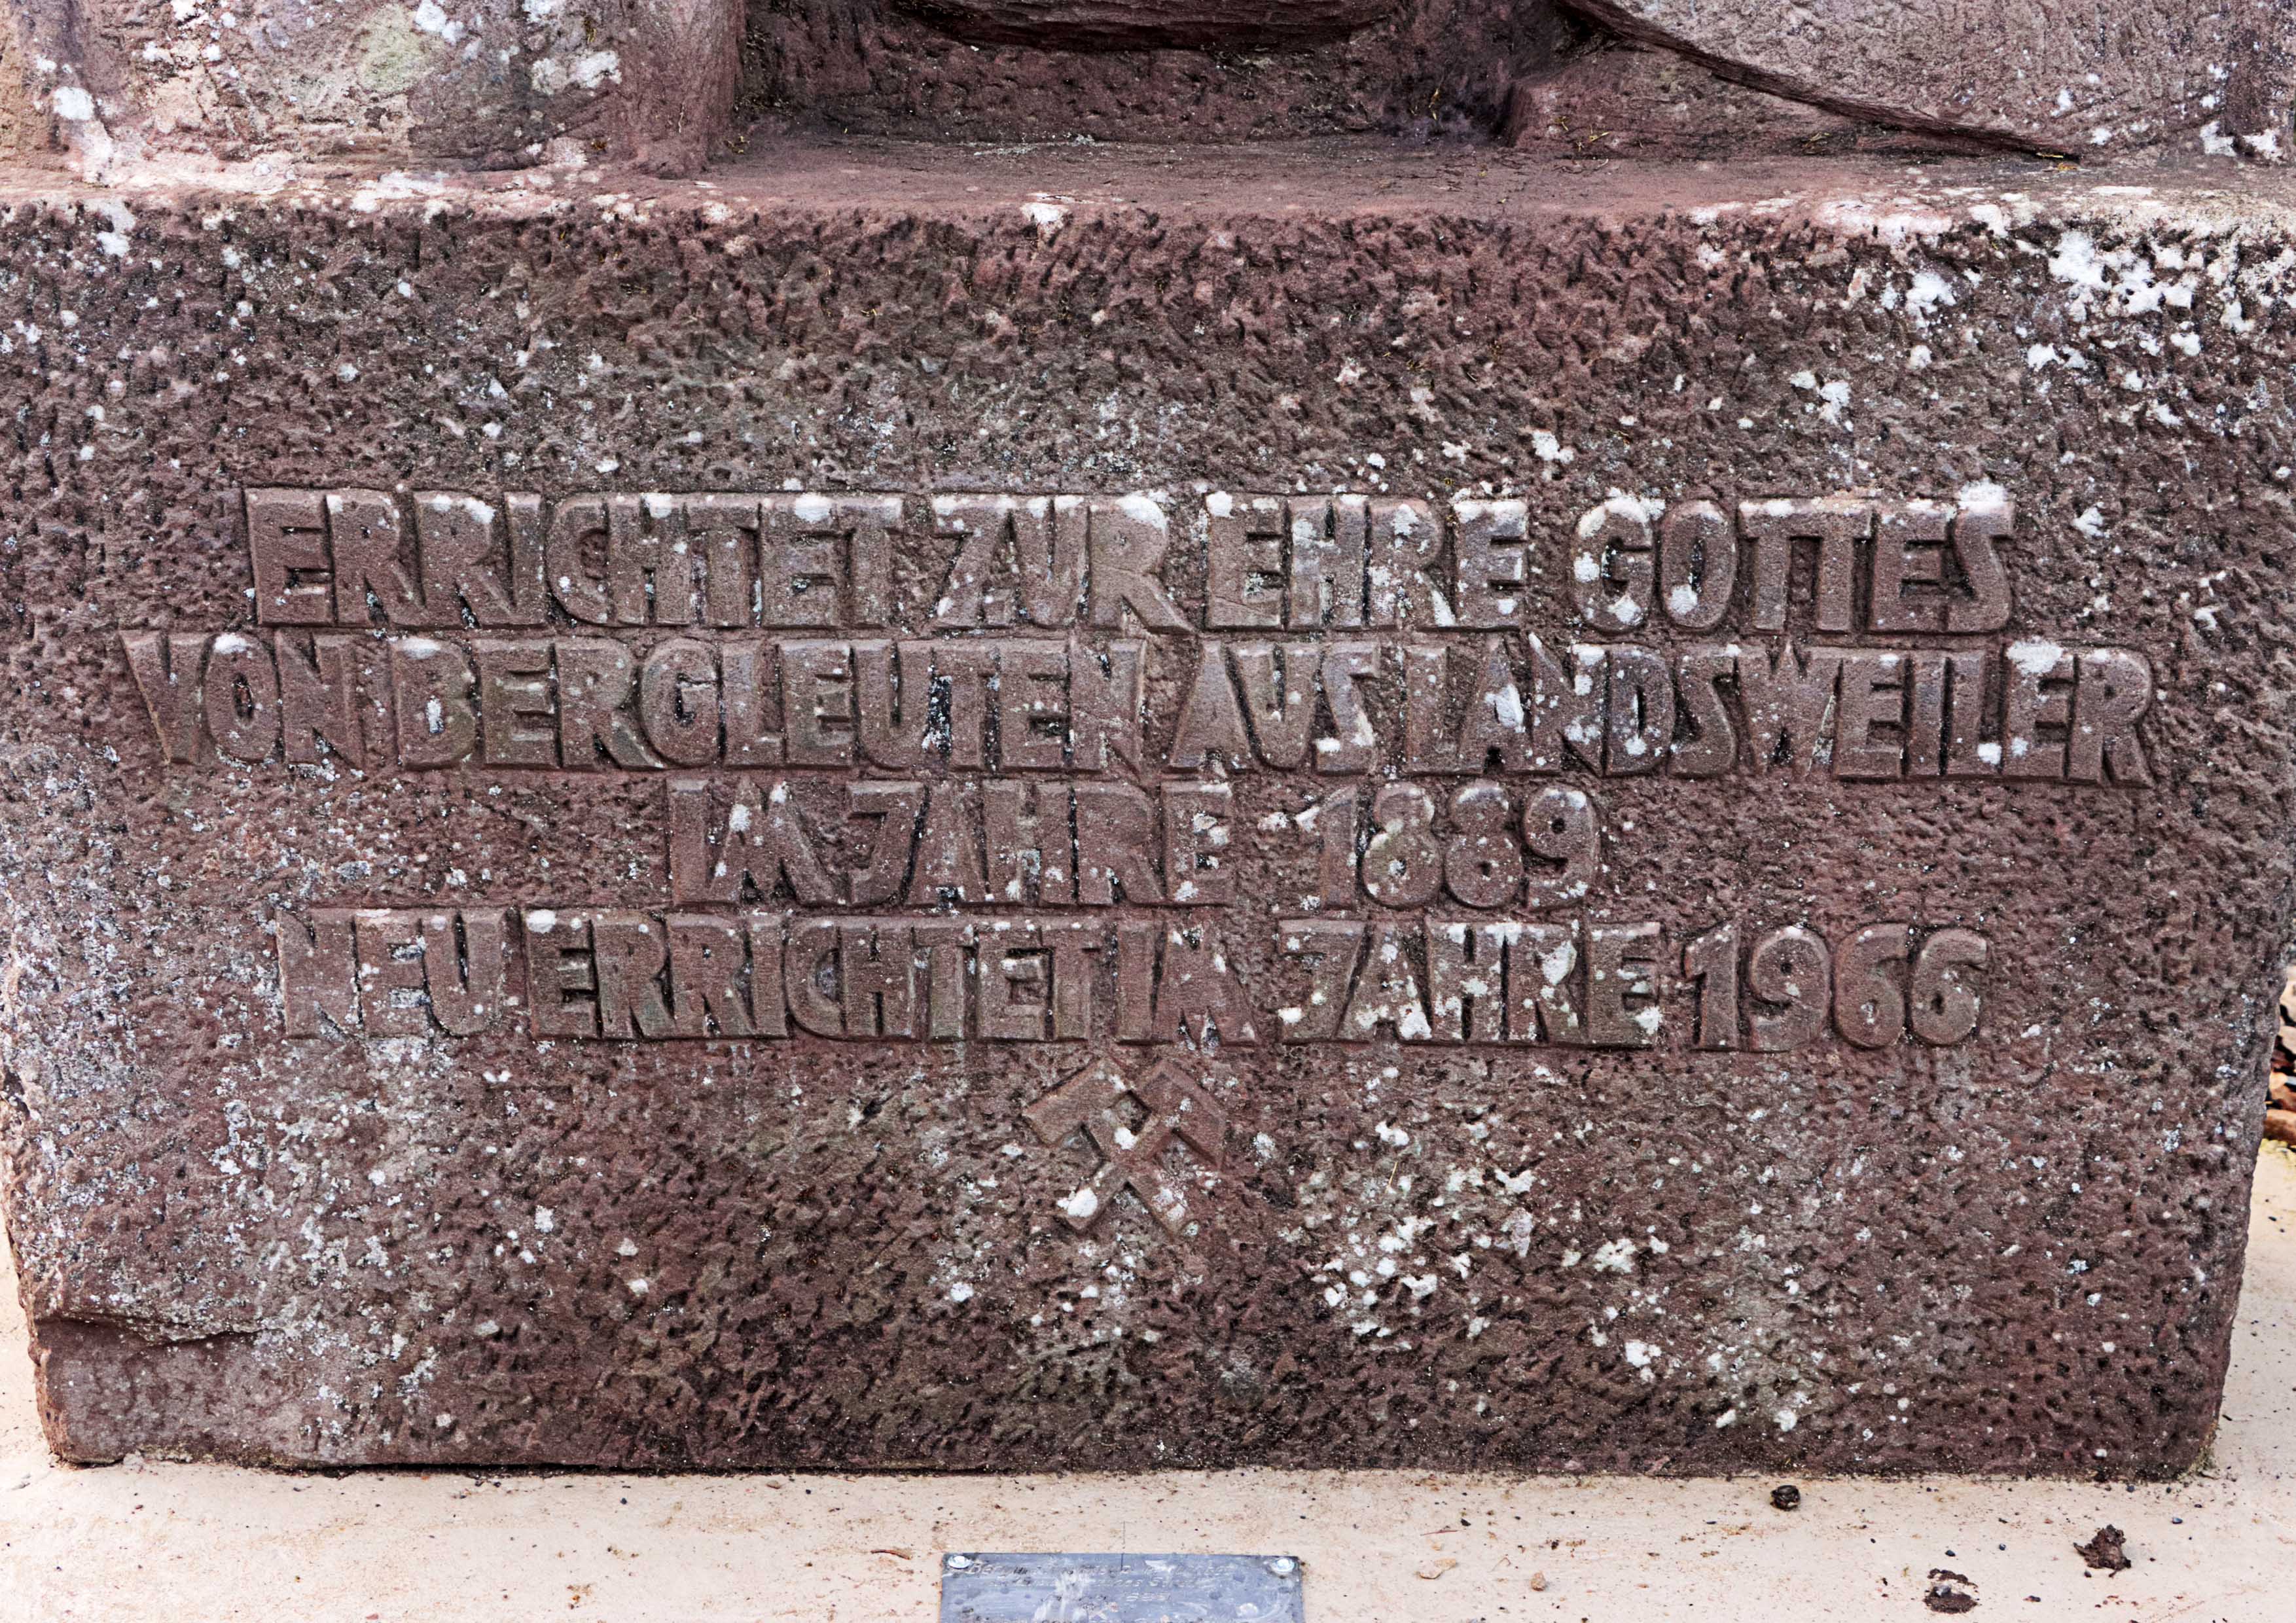 ERRICHTET ZUR EHRE GOTTES
VON BERGLEUTEN AUS LANDSWEILER
IM JAHRE 1889
NEU ERRICHTET IM JAHRE 1966